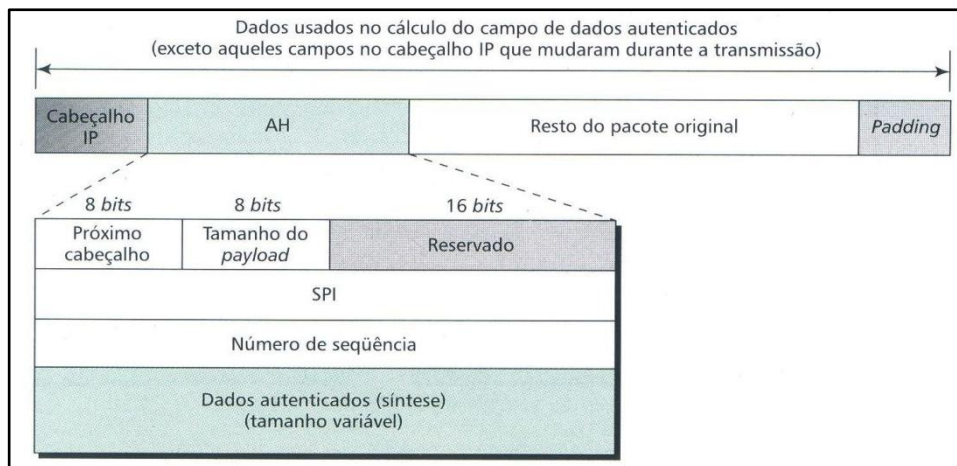 Dados usados no cálculo do campo de dados autenticados
(exceto aqueles campos no cabeçalho IP que mudaram durante a transmissão)
Cabeçalho
IP
AH
Resto do pacote original
Padding
8 bits
8 bits
16 bits
Próximo
cabeçalho
Tamanho do
payload
Reservado
SPI
Número de seqüência
Dados autenticados (síntese)
(tamanho variável)